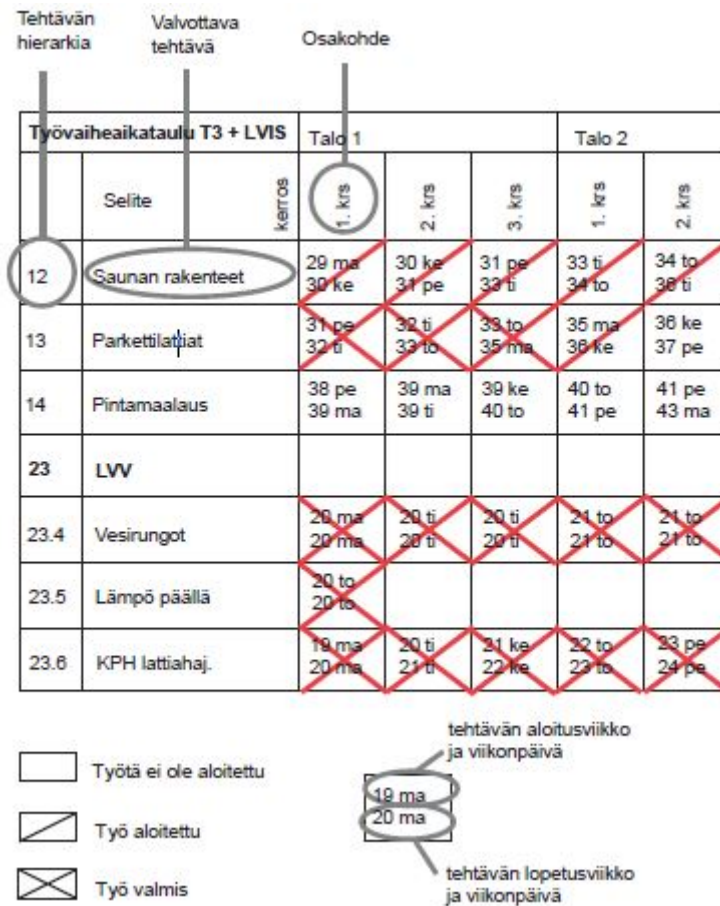 Tehtävän
hierarkia
Valvottava
tehtävä
Osakohde
Työvaiheaikataulu T3 + LVIS Talo 1 Talo 2
Selite kerros 1. krs 2. krs 3. krs 1. krs 2. krs
12 Saunan rakenteet 29 ma 30 ke 31 pe 33 ti 34 to
30 ke 31 pe 33 ti 34 to 36 ti
13 Parkettilattiat 31 pe 32 ti 33 to 35 ma 36 ke
32 ti 33 to 35 ma 36 ke 37 pe
14 Pintamaalaus 38 pe 39 ma 39 ke 40 to 41 pe
39 ma 39 ti 40 to 41 pe 43 ma
23 LVV
23.4 Vesirungot 20 ma 20 ti 20 ti 21 to 21 to
20 ma 20 ti 20 ti 21 to 21 to
23.5 Lämpö päällä 20 to
20 to
23.6 KPH lattiahaj. 19 ma 20 ti 21 ke 22 to 23 pe
20 ma 21 ti 22 ke 23 to 24 pe
Työtä ei ole aloitettu
Työ aloitettu
Työ valmis
tehtävän aloitusviikko
ja viikonpäivä
19 ma
20 ma
tehtävän lopetusviikko
ja viikonpäivä